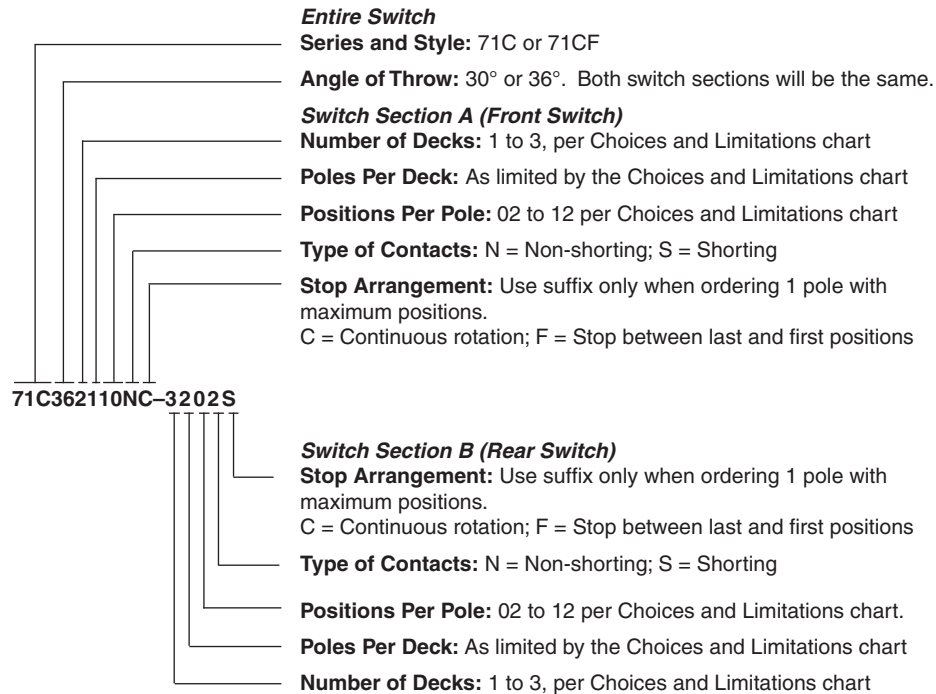 Entire Switch
Series and Style: 71C or 71CF
Angle of Throw: 30° or 36°. Both switch sections will be the same.
Switch Section A (Front Switch)
Number of Decks: 1 to 3, per Choices and Limitations chart
Poles Per Deck: As limited by the Choices and Limitations chart
Positions Per Pole: 02 to 12 per Choices and Limitations chart
Type of Contacts: N = Non-shorting; S = Shorting
Stop Arrangement: Use suffix only when ordering 1 pole with
maximum positions.
C = Continuous rotation; F = Stop between last and first positions
71C362110NC–3202S
Switch Section B (Rear Switch)
Stop Arrangement: Use suffix only when ordering 1 pole with
maximum positions.
C = Continuous rotation; F = Stop between last and first positions
Type of Contacts: N = Non-shorting; S = Shorting
Positions Per Pole: 02 to 12 per Choices and Limitations chart.
Poles Per Deck: As limited by the Choices and Limitations chart
Number of Decks: 1 to 3, per Choices and Limitations chart